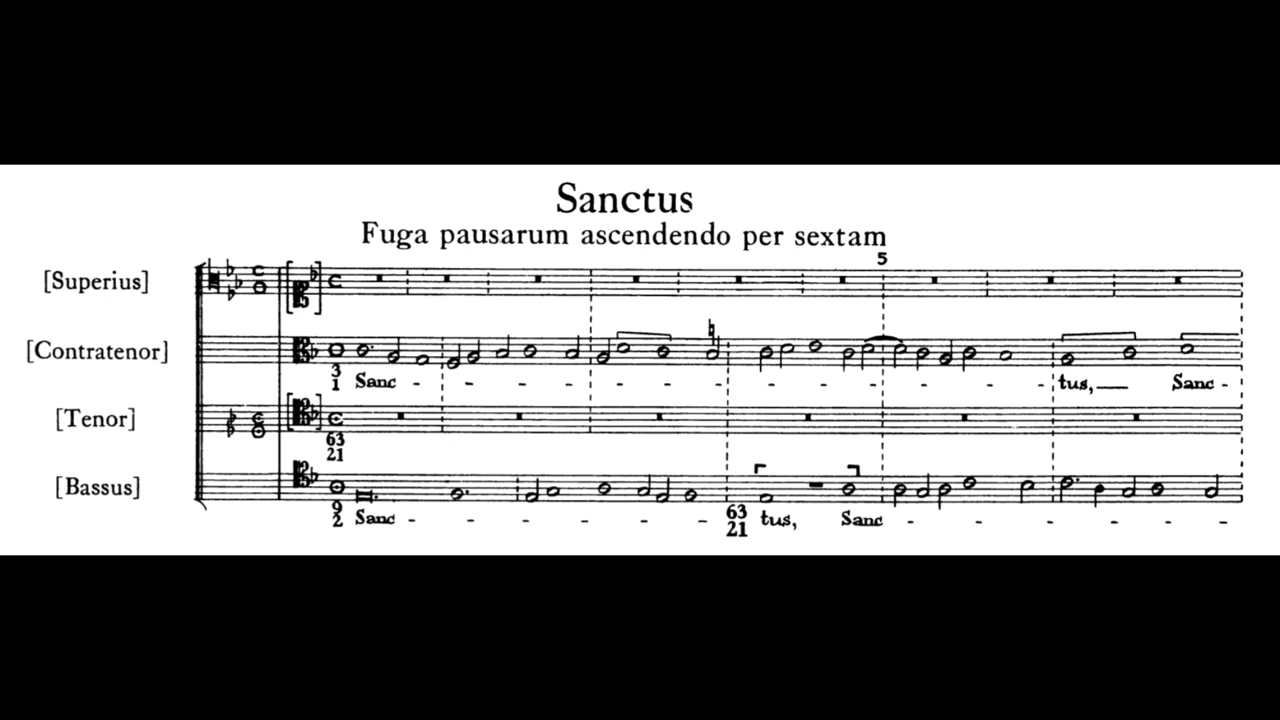 Sanctus
Fuga pausarum ascendendo per sextam
5
[Superius]
[Contratenor]
3
1
Sanc - - - - - - - - - - - tus, Sanc -
[Tenor]
63
21
[Bassus]
9
2
Sanc - - - - - -
63
21
tus, Sanc - - - - - - -